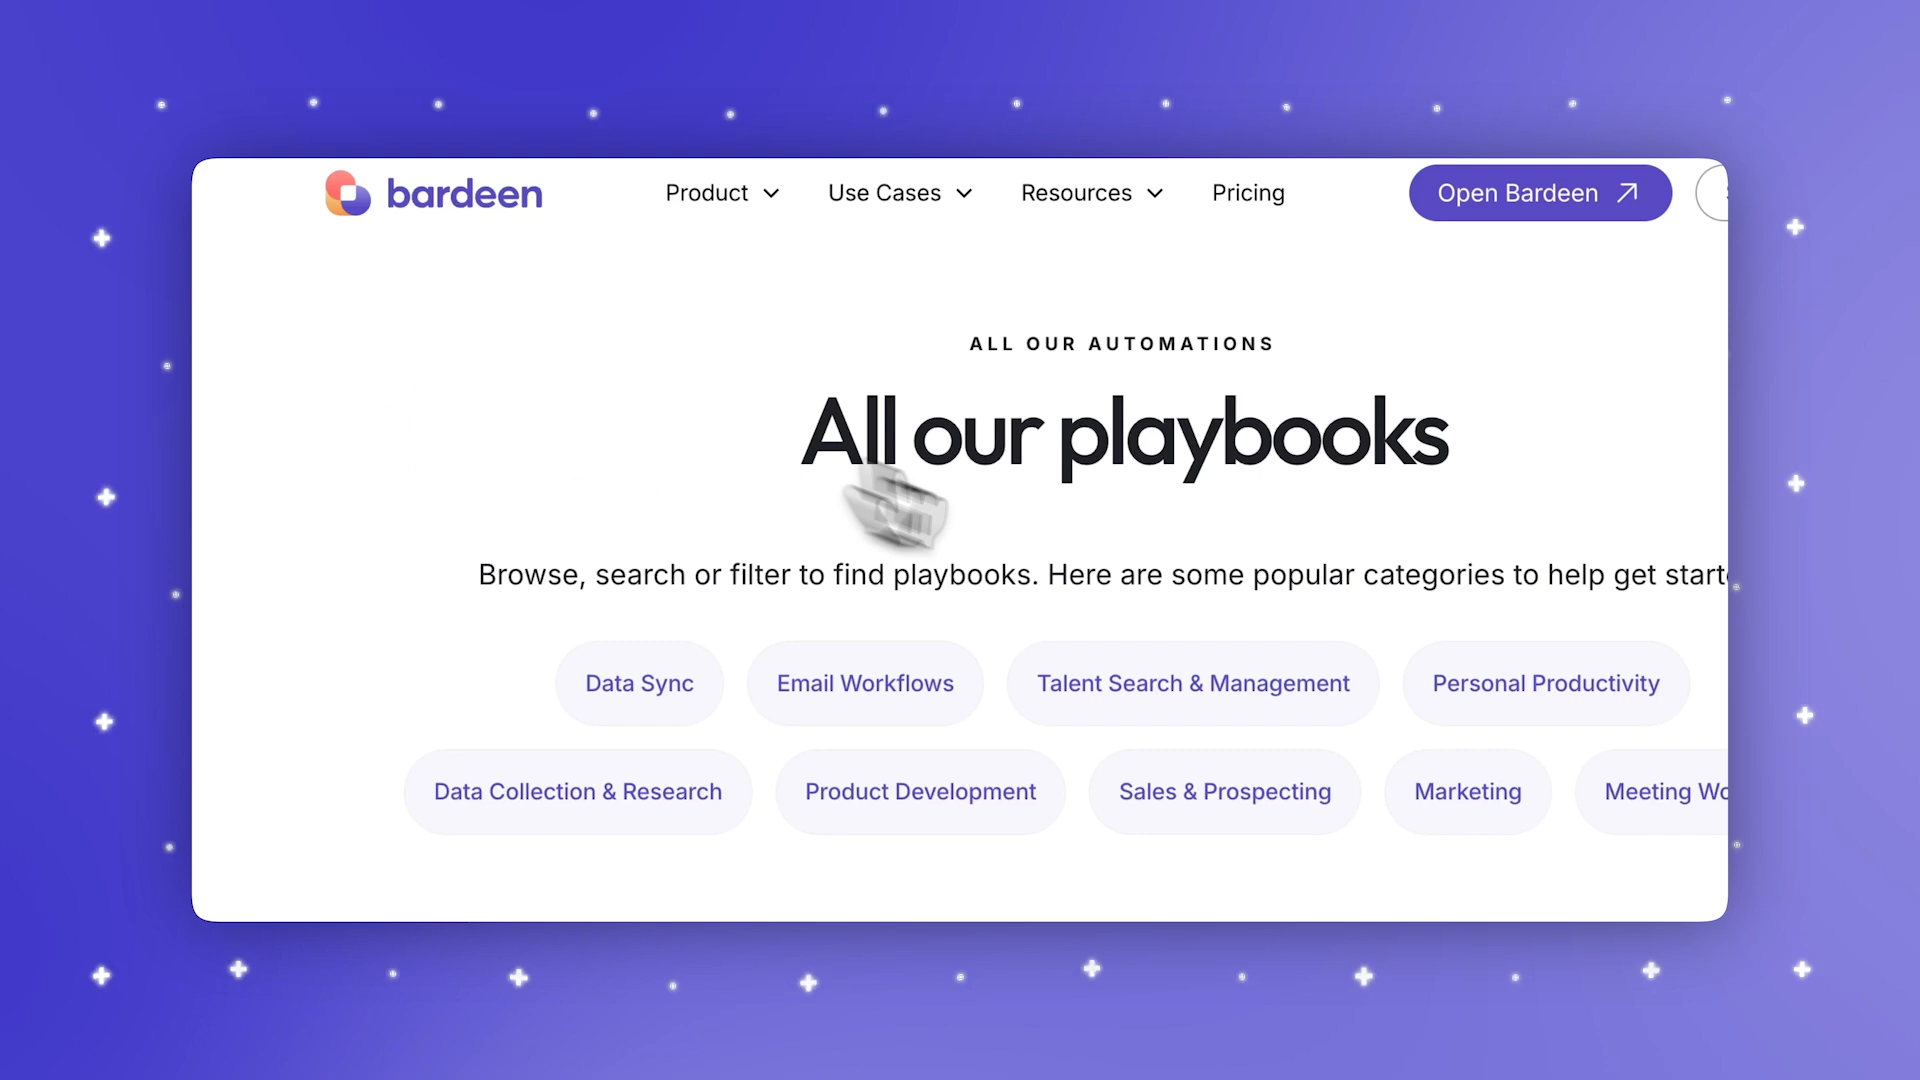 bardeen Product Use Cases Resources Pricing Open Bardeen
ALL OUR AUTOMATIONS
All our playbooks
Browse, search or filter to find playbooks. Here are some popular categories to help get
Data Sync Email Workflows Talent Search & Management Personal Productivity
Data Collection & Research Product Development Sales & Prospecting Marketing Meeting